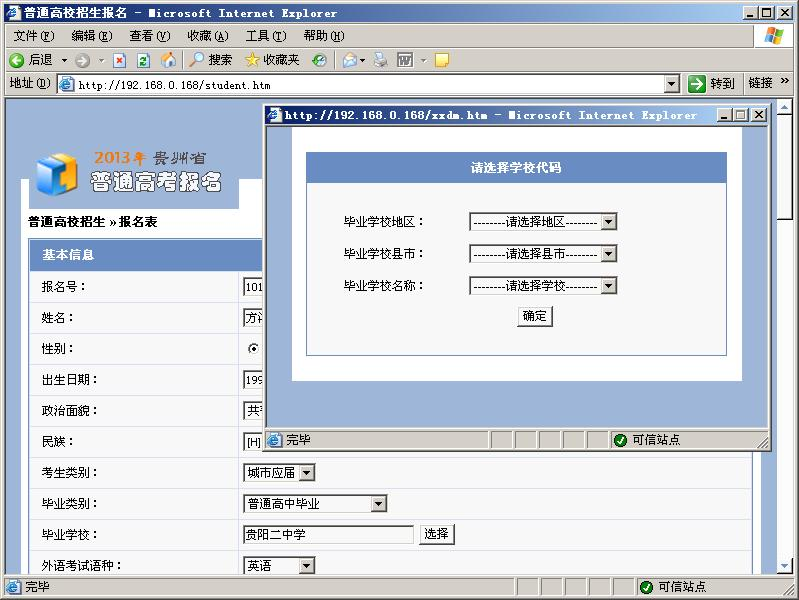 普通高校招生报名 - Microsoft Internet Explorer
文件(F) 编辑(E) 查看(V) 收藏(A) 工具(T) 帮助(H)
后退 搜索 收藏夹
地址(D) http://192.168.0.168/student.htm 转到 链接 »
http://192.168.0.168/xxdm.htm - Microsoft Internet Explorer
请选择学校代码
毕业学校地区： --------请选择地区--------
毕业学校县市： --------请选择县市--------
毕业学校名称： --------请选择学校--------
确定
完毕 可信站点
2013年 贵州省
普通高考报名
普通高校招生 » 报名表
基本信息
报名号： 101
姓名： 方
性别：
出生日期： 199
政治面貌： 共
民族： [H]
考生类别： 城市应届
毕业类别： 普通高中毕业
毕业学校： 贵阳二中学 选择
外语考试语种： 英语
完毕 可信站点